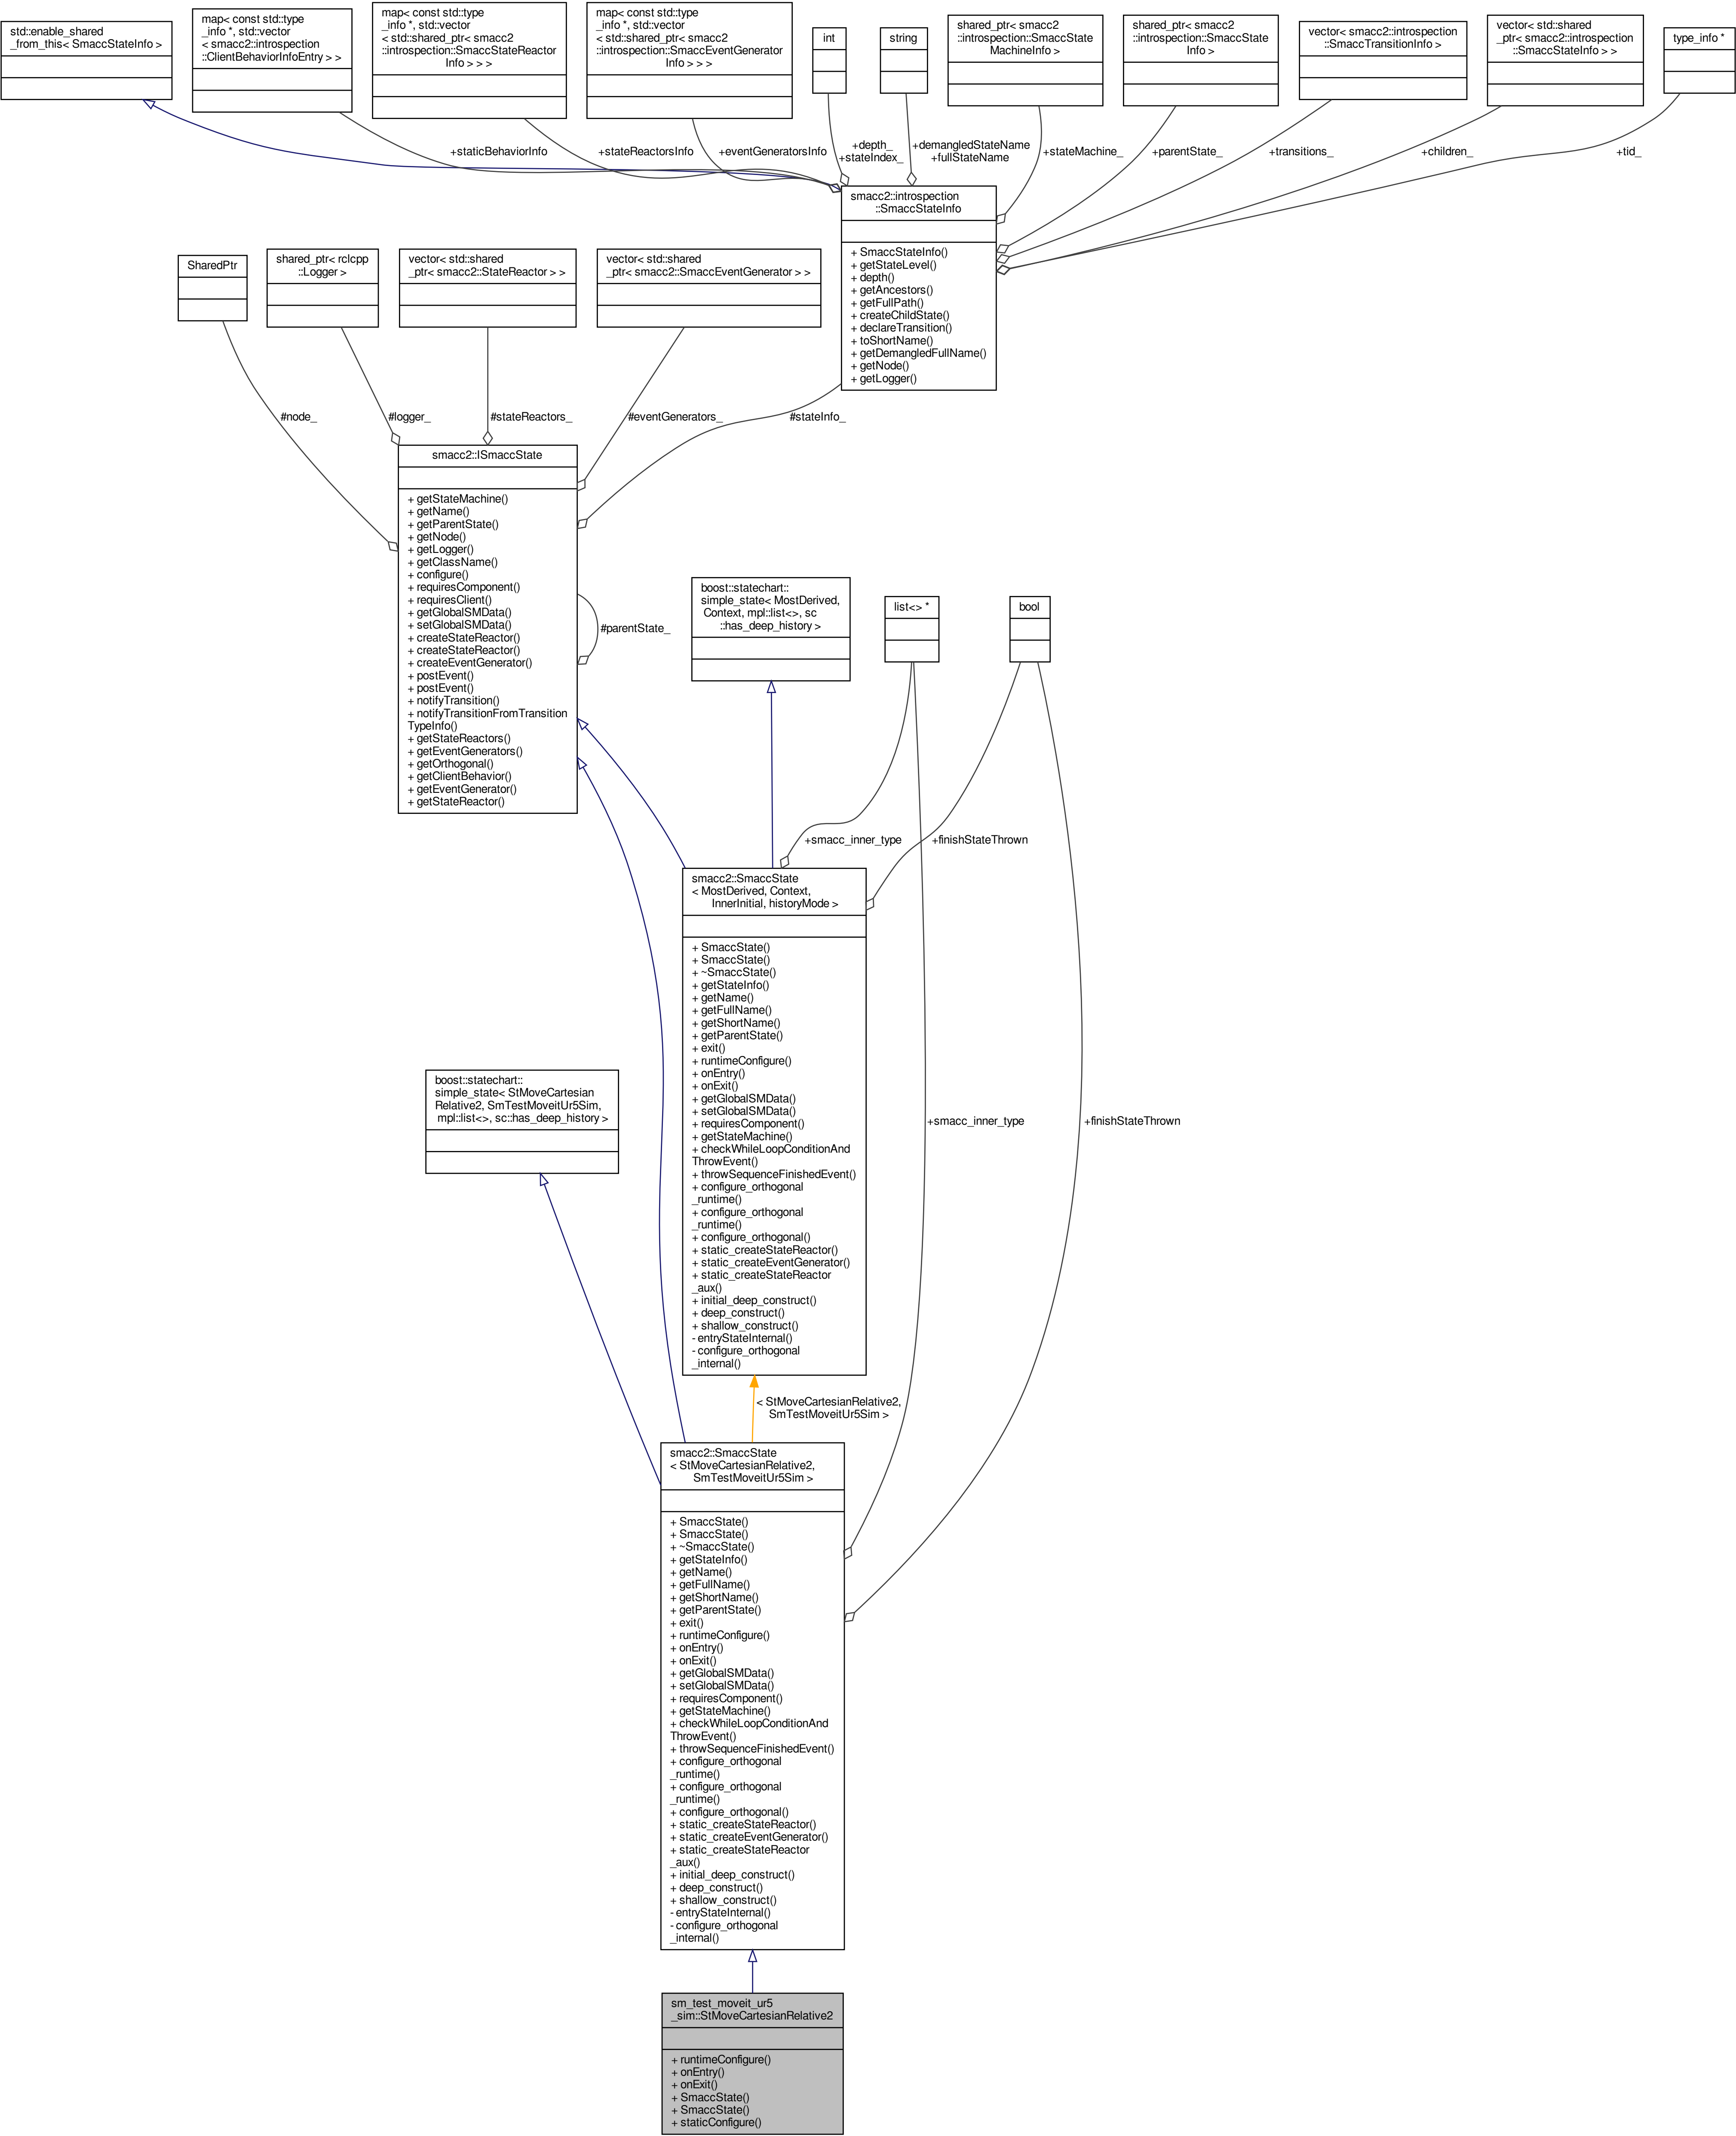 std::enable_shared
_from_this< SmaccStateInfo >
map< const std::type
_info *, std::vector
< smacc2::introspection
::ClientBehaviorInfoEntry > >
map< const std::type
_info *, std::vector
< std::shared_ptr< smacc2
::introspection::SmaccStateReactor
Info > > >
map< const std::type
_info *, std::vector
< std::shared_ptr< smacc2
::introspection::SmaccEventGenerator
Info > > >
int
string
shared_ptr< smacc2
::introspection::SmaccState
MachineInfo >
shared_ptr< smacc2
::introspection::SmaccState
Info >
vector< smacc2::introspection
::SmaccTransitionInfo >
vector< std::shared
_ptr< smacc2::introspection
::SmaccStateInfo > >
type_info *
+staticBehaviorInfo
+stateReactorsInfo
+eventGeneratorsInfo
+depth_
+stateIndex_
+demangledStateName
+fullStateName
+stateMachine_
+parentState_
+transitions_
+children_
+tid_
smacc2::introspection
::SmaccStateInfo
+ SmaccStateInfo()
+ getStateLevel()
+ depth()
+ getAncestors()
+ getFullPath()
+ createChildState()
+ declareTransition()
+ toShortName()
+ getDemangledFullName()
+ getNode()
+ getLogger()
SharedPtr
shared_ptr< rclcpp
::Logger >
vector< std::shared
_ptr< smacc2::StateReactor > >
vector< std::shared
_ptr< smacc2::SmaccEventGenerator > >
#node_
#logger_
#stateReactors_
#eventGenerators_
#stateInfo_
smacc2::ISmaccState
+ getStateMachine()
+ getName()
+ getParentState()
+ getNode()
+ getLogger()
+ getClassName()
+ configure()
+ requiresComponent()
+ requiresClient()
+ getGlobalSMData()
+ setGlobalSMData()
+ createStateReactor()
+ createStateReactor()
+ createEventGenerator()
+ postEvent()
+ postEvent()
+ notifyTransition()
+ notifyTransitionFromTransition
TypeInfo()
+ getStateReactors()
+ getEventGenerators()
+ getOrthogonal()
+ getClientBehavior()
+ getEventGenerator()
+ getStateReactor()
#parentState_
boost::statechart::
simple_state< MostDerived,
Context, mpl::list<>, sc
::has_deep_history >
list<> *
bool
+smacc_inner_type
+finishStateThrown
smacc2::SmaccState
< MostDerived, Context,
InnerInitial, historyMode >
+ SmaccState()
+ SmaccState()
+ ~SmaccState()
+ getStateInfo()
+ getName()
+ getFullName()
+ getShortName()
+ getParentState()
+ exit()
+ runtimeConfigure()
+ onEntry()
+ onExit()
+ getGlobalSMData()
+ setGlobalSMData()
+ requiresComponent()
+ getStateMachine()
+ checkWhileLoopConditionAnd
ThrowEvent()
+ throwSequenceFinishedEvent()
+ configure_orthogonal
_runtime()
+ configure_orthogonal
_runtime()
+ configure_orthogonal()
+ static_createStateReactor()
+ static_createEventGenerator()
+ static_createStateReactor
_aux()
+ initial_deep_construct()
+ deep_construct()
+ shallow_construct()
- entryStateInternal()
- configure_orthogonal
_internal()
boost::statechart::
simple_state< StMoveCartesian
Relative2, SmTestMoveitUr5Sim,
mpl::list<>, sc::has_deep_history >
+smacc_inner_type
+finishStateThrown
< StMoveCartesianRelative2,
SmTestMoveitUr5Sim >
smacc2::SmaccState
< StMoveCartesianRelative2,
SmTestMoveitUr5Sim >
+ SmaccState()
+ SmaccState()
+ ~SmaccState()
+ getStateInfo()
+ getName()
+ getFullName()
+ getShortName()
+ getParentState()
+ exit()
+ runtimeConfigure()
+ onEntry()
+ onExit()
+ getGlobalSMData()
+ setGlobalSMData()
+ requiresComponent()
+ getStateMachine()
+ checkWhileLoopConditionAnd
ThrowEvent()
+ throwSequenceFinishedEvent()
+ configure_orthogonal
_runtime()
+ configure_orthogonal
_runtime()
+ configure_orthogonal()
+ static_createStateReactor()
+ static_createEventGenerator()
+ static_createStateReactor
_aux()
+ initial_deep_construct()
+ deep_construct()
+ shallow_construct()
- entryStateInternal()
- configure_orthogonal
_internal()
sm_test_moveit_ur5
_sim::StMoveCartesianRelative2
+ runtimeConfigure()
+ onEntry()
+ onExit()
+ SmaccState()
+ SmaccState()
+ staticConfigure()